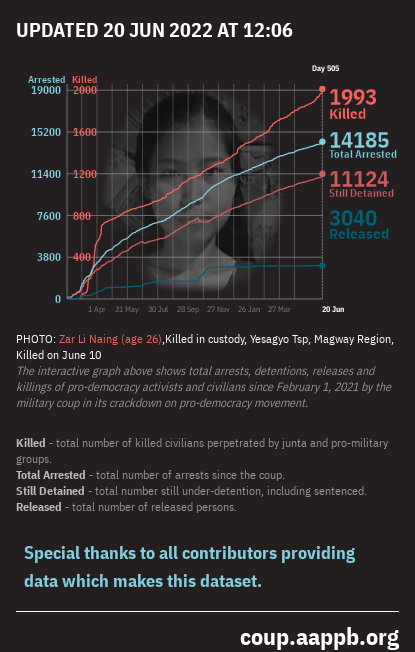 UPDATED 20 JUN 2022 AT 12:06
Day 505
Arrested Killed
19000 2000
1993
Killed
15200 1600
14185
Total Arrested
11400 1200
11124
Still Detained
7600 800
3040
Released
3800 400
0
1 Apr 31 May 30 Jul 28 Sep 27 Nov 26 Jan 27 Mar 20 Jun
PHOTO: Zar Li Naing (age 26),Killed in custody, Yesagyo Tsp, Magway Region,
Killed on June 10
The interactive graph above shows total arrests, detentions, releases and
killings of pro-democracy activists and civilians since February 1, 2021 by the
military coup in its crackdown on pro-democracy movement.
Killed - total number of killed civilians perpetrated by junta and pro-military
groups.
Total Arrested - total number of arrests since the coup.
Still Detained - total number still under-detention, including sentenced.
Released - total number of released persons.
Special thanks to all contributors providing
data which makes this dataset.
coup.aappb.org